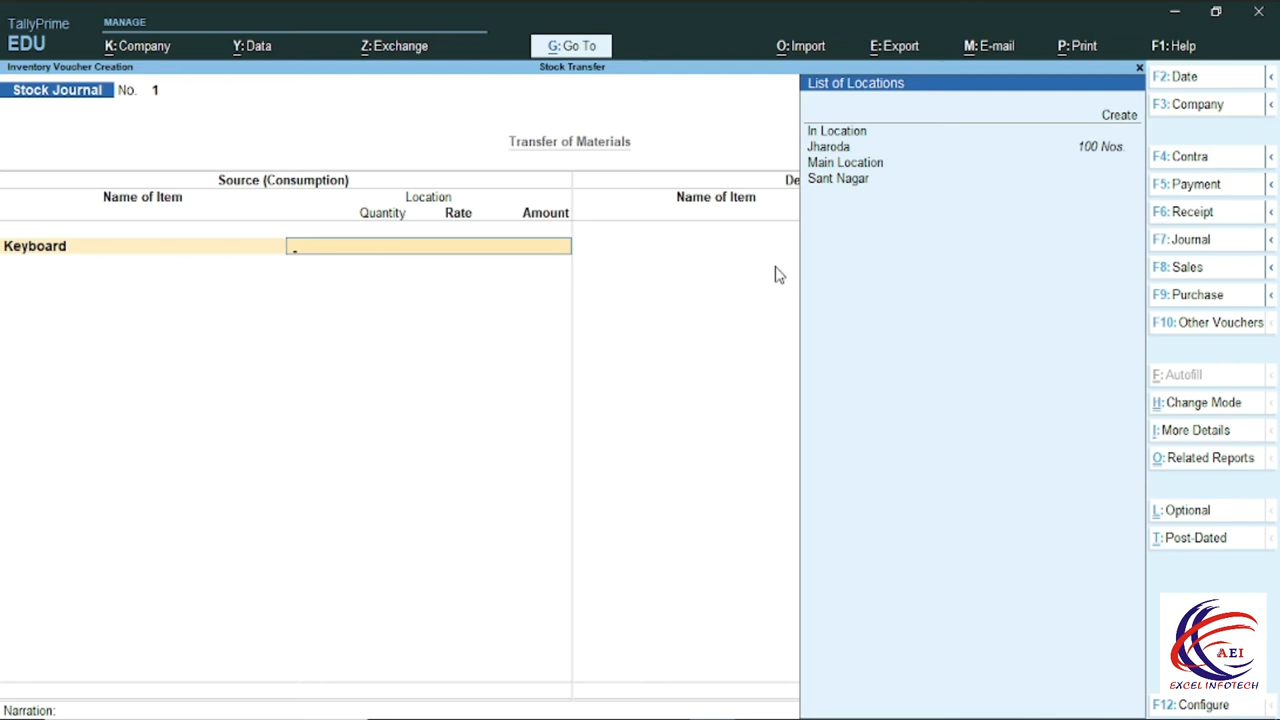 TallyPrime
EDU
MANAGE
K: Company
Y: Data
Z: Exchange
G: Go To
O: Import
E: Export
M: E-mail
P: Print
F1: Help
Inventory Voucher Creation
Stock Transfer
Stock Journal No. 1
Transfer of Materials
Source (Consumption)
De
Name of Item
Location
Name of Item
Quantity
Rate
Amount
Keyboard
List of Locations
Create
In Location
Jharoda 100 Nos.
Main Location
Sant Nagar
F2: Date
F3: Company
F4: Contra
F5: Payment
F6: Receipt
F7: Journal
F8: Sales
F9: Purchase
F10: Other Vouchers
F: Autofill
H: Change Mode
I: More Details
O: Related Reports
L: Optional
T: Post-Dated
AEI
EXCEL INFOTECH
F12: Configure
Narration: